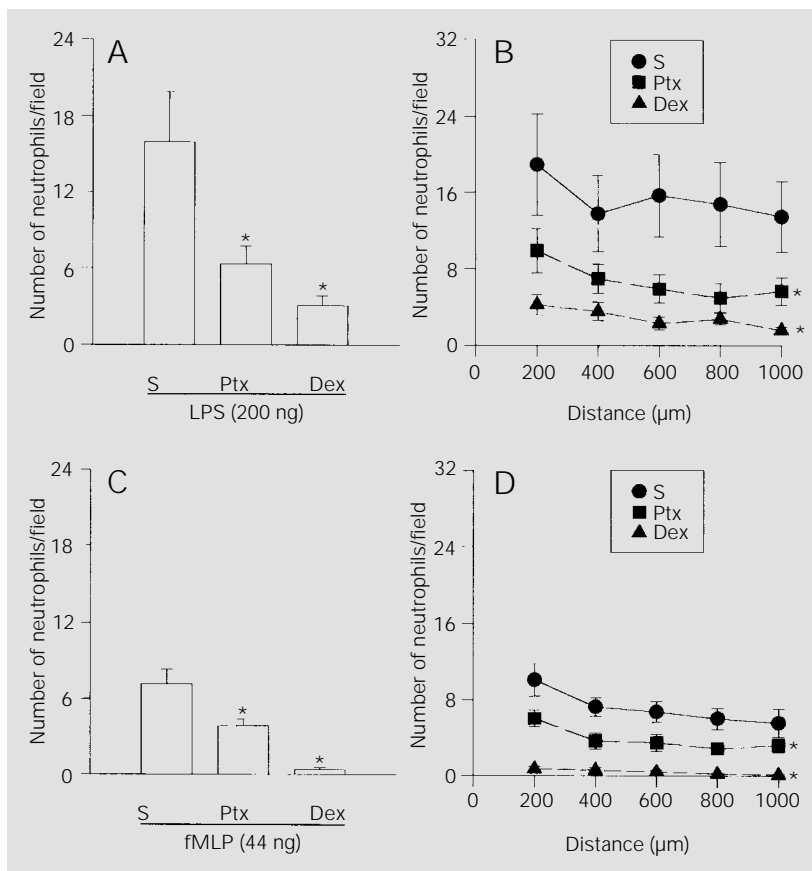 A
Number of neutrophils/field
24
18
12
6
0
*
*
S Ptx Dex
LPS (200 ng)
B
Number of neutrophils/field
32
24
16
8
0
S
Ptx
Dex
*
*
0 200 400 600 800 1000
Distance (µm)
C
Number of neutrophils/field
24
18
12
6
0
*
*
S Ptx Dex
fMLP (44 ng)
D
Number of neutrophils/field
32
24
16
8
0
S
Ptx
Dex
*
*
0 200 400 600 800 1000
Distance (µm)